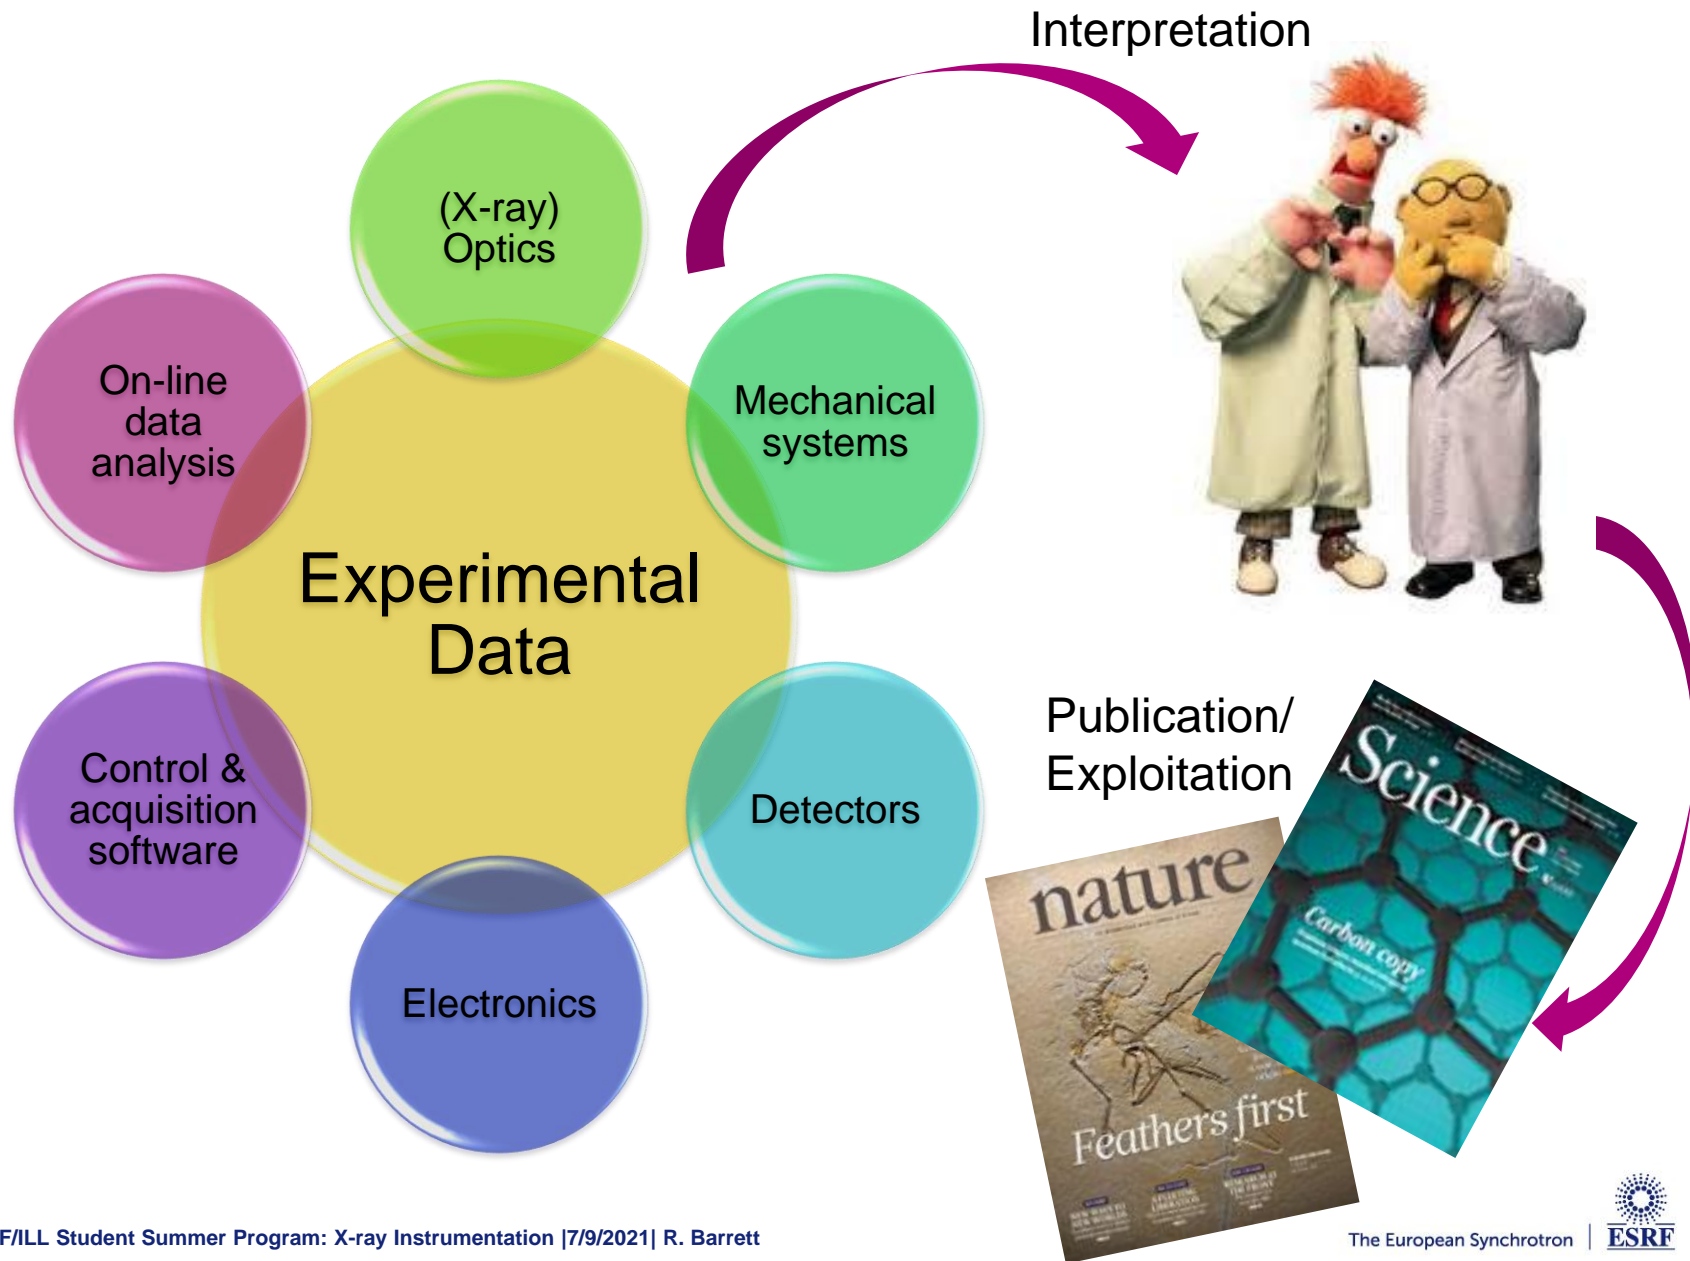 Interpretation
(X-ray)
Optics
On-line
data
analysis
Mechanical
systems
Experimental
Data
Control &
acquisition
software
Detectors
Electronics
Publication/
Exploitation
Science
Carbon copy
nature
Feathers first
F/ILL Student Summer Program: X-ray Instrumentation |7/9/2021| R. Barrett
The European Synchrotron
ESRF